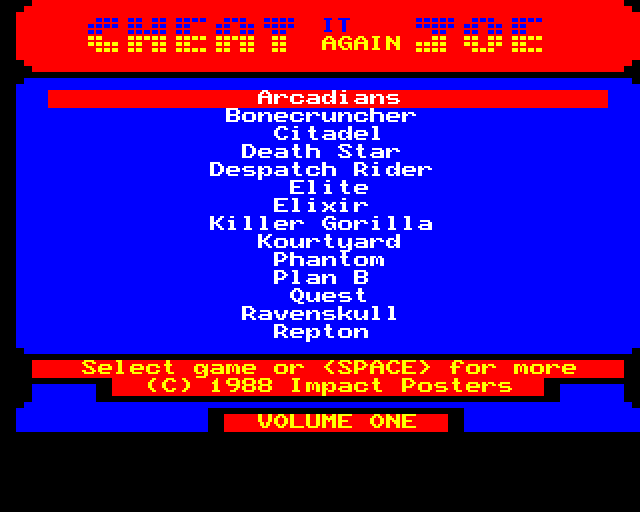 CHEAT IT AGAIN JOE
Arcadians
Bonecruncher
Citadel
Death Star
Despatch Rider
Elite
Elixir
Killer Gorilla
Kourtyard
Phantom
Plan B
Quest
Ravenskull
Repton
Select game or <SPACE> for more
(C) 1988 Impact Posters
VOLUME ONE